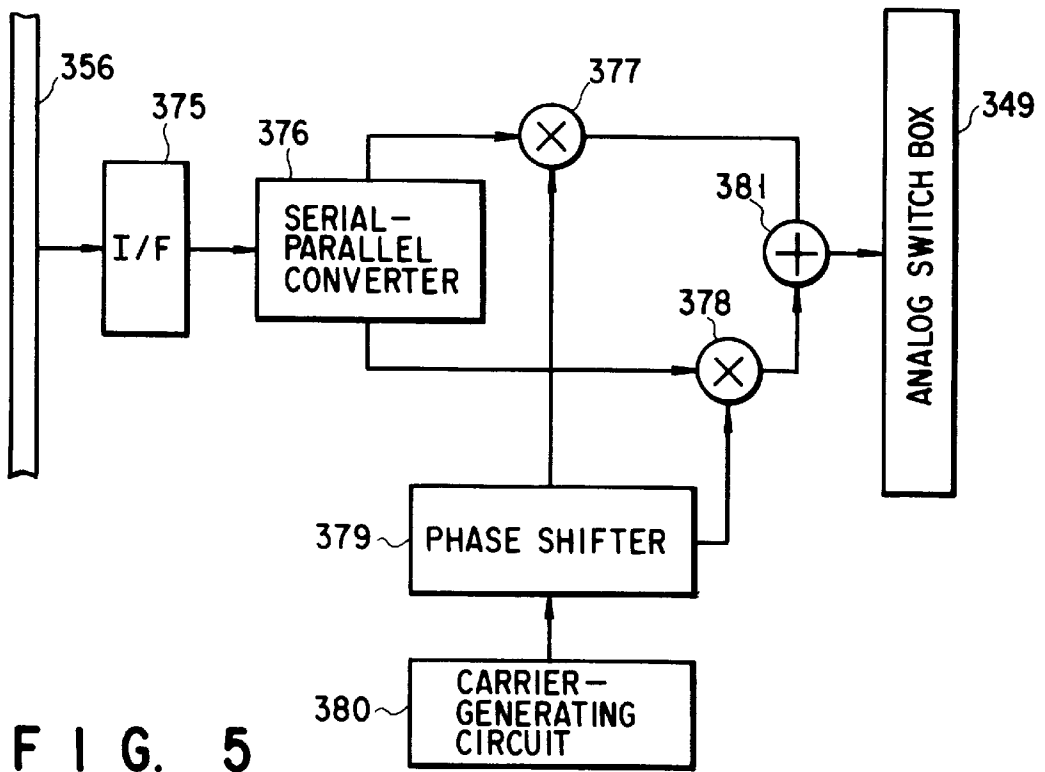 356
375
376
377
381
349
I/F
SERIAL-
PARALLEL
CONVERTER
378
ANALOG SWITCH BOX
379
PHASE SHIFTER
380
CARRIER-
GENERATING
CIRCUIT
FIG. 5